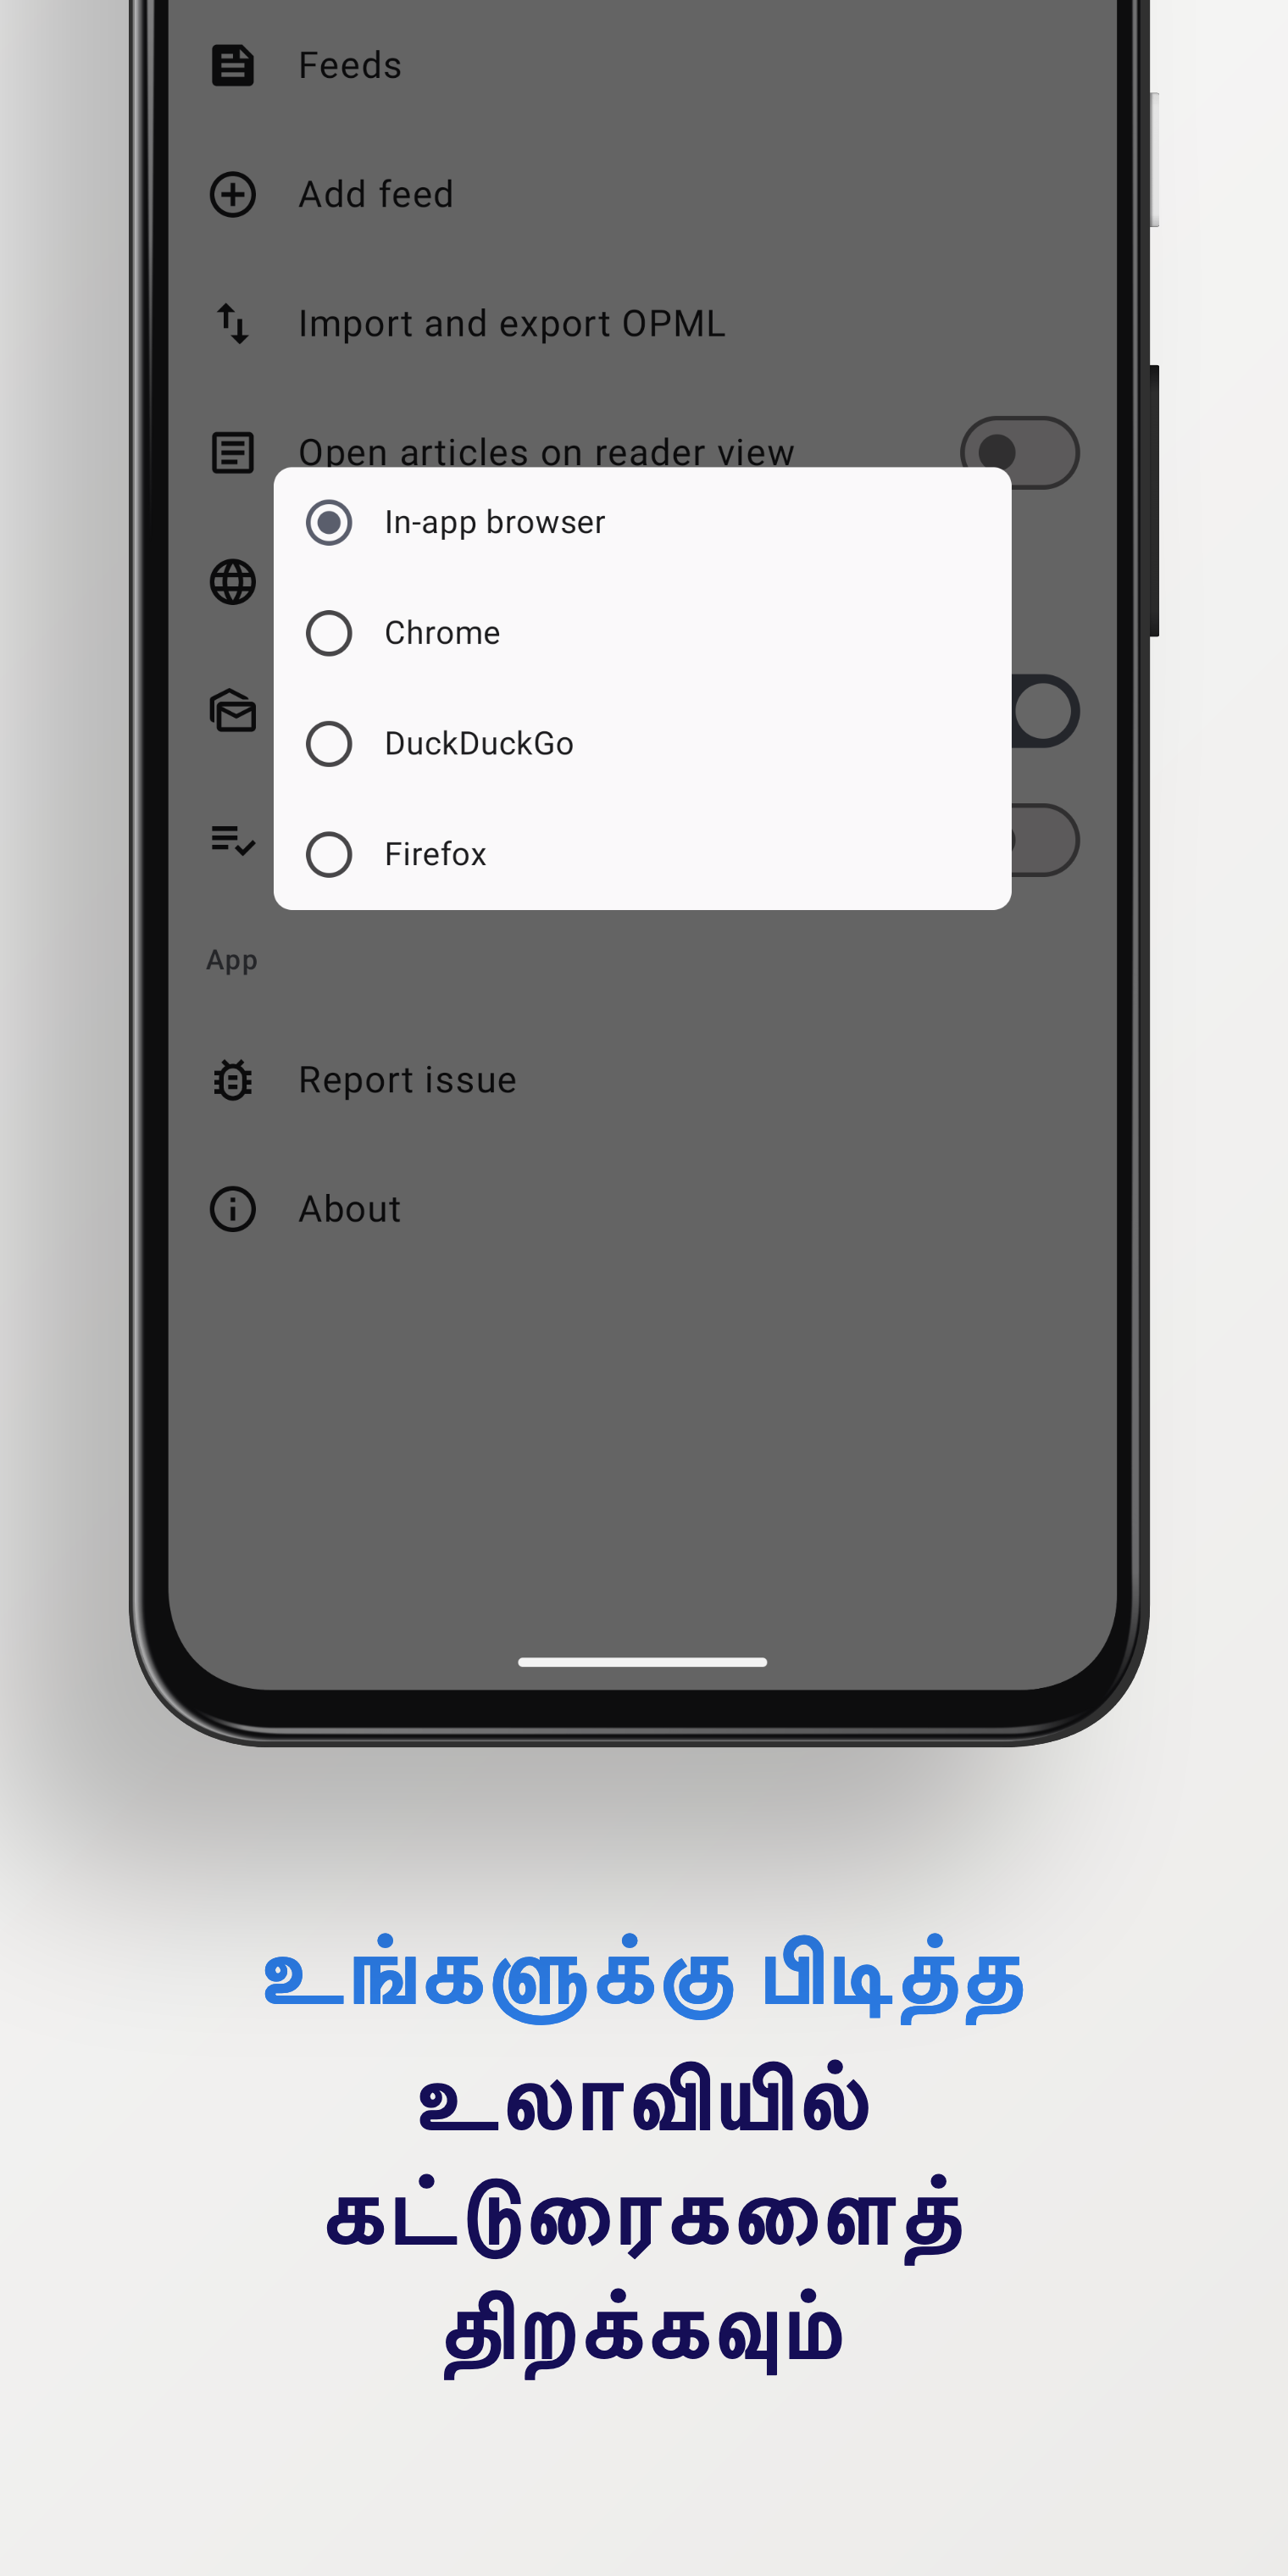 Feeds
Add feed
Import and export OPML
Open articles on reader view
In-app browser
Chrome
DuckDuckGo
Firefox
App
Report issue
About
உங்களுக்கு பிடித்த
உலாவியில்
கட்டுரைகளைத்
திறக்கவும்